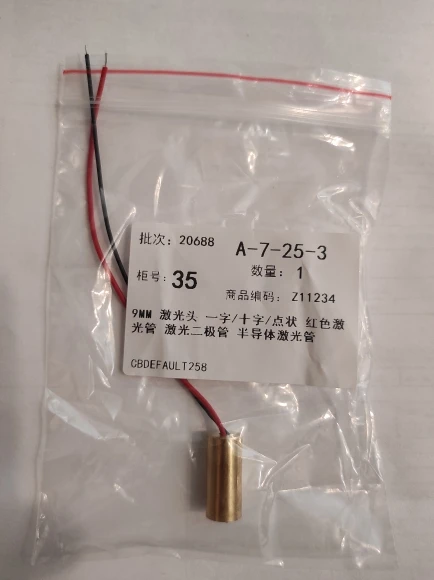 批次: 20688 A-7-25-3
数量: 1
柜号: 35
商品编码: Z11234
9MM 激光头 一字/十字/点状 红色激
光管 激光二极管 半导体激光管
CBDEFAULT258